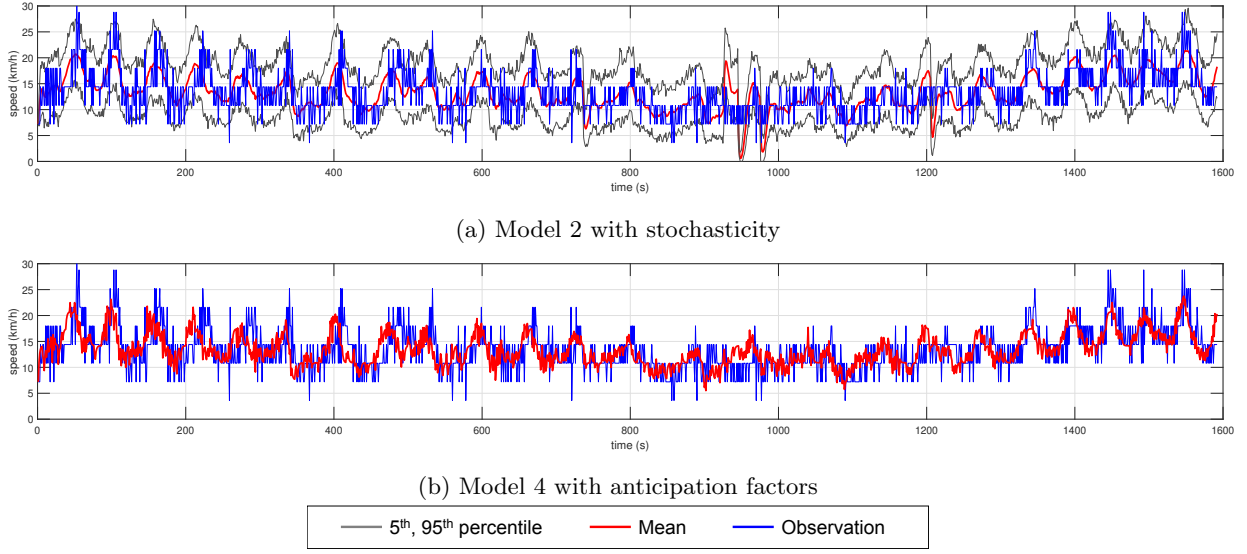 30
25
20
15
10
5
0
speed (km/h)
0 200 400 600 800 1000 1200 1400 1600
time (s)
(a) Model 2 with stochasticity
30
25
20
15
10
5
0
speed (km/h)
0 200 400 600 800 1000 1200 1400 1600
time (s)
(b) Model 4 with anticipation factors
5th, 95th percentile Mean Observation